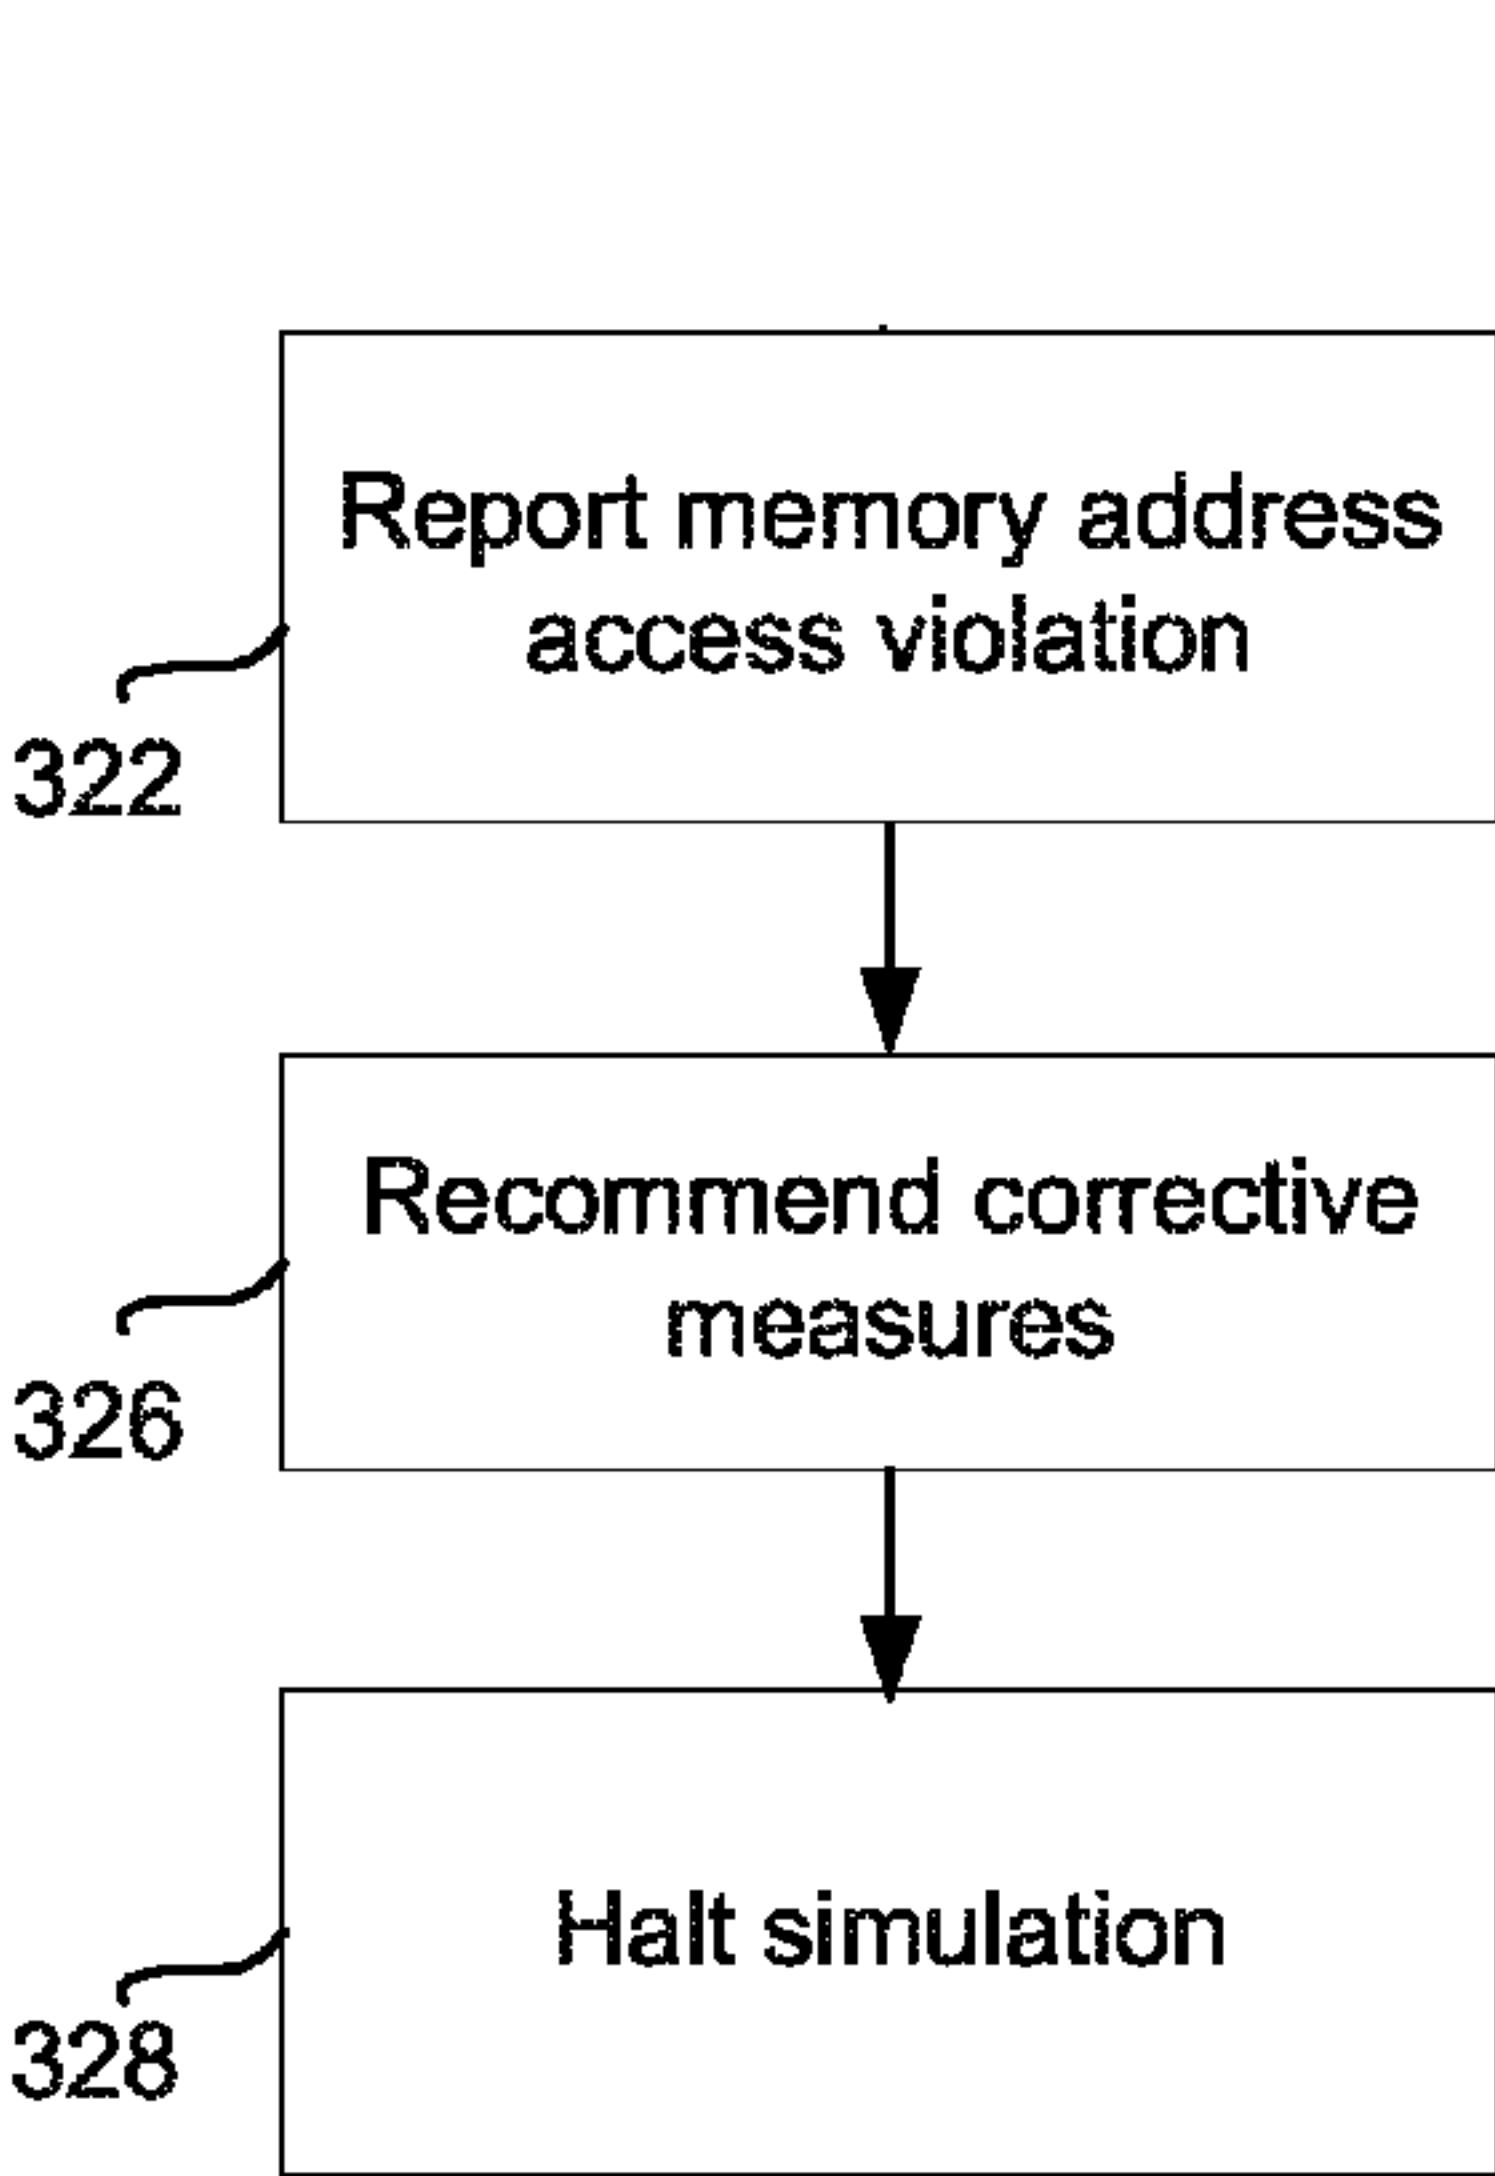 Report memory address
access violation
322
Recommend corrective
measures
326
Halt simulation
328